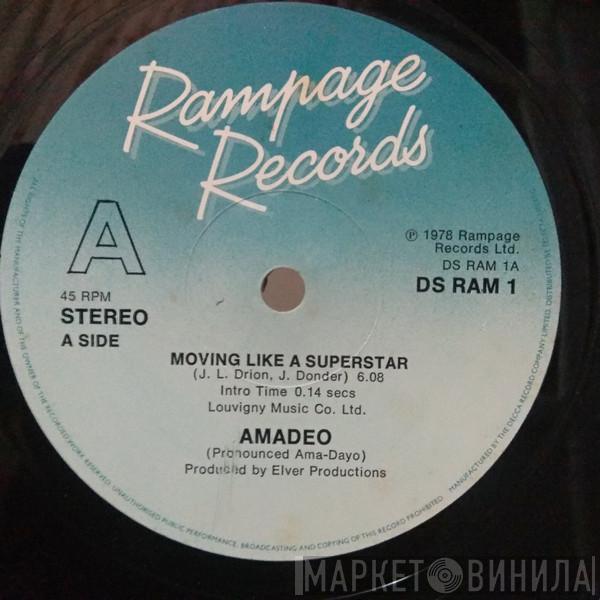 Rampage
Records
A
℗ 1978 Rampage
Records Ltd.
DS RAM 1A
DS RAM 1
45 RPM
STEREO
A SIDE
MOVING LIKE A SUPERSTAR
(J. L. Drion, J. Donder) 6.08
Intro Time 0.14 secs
Louvigny Music Co. Ltd.
AMADEO
(Pronounced Ama-Dayo)
Produced by Elver Productions
ALL RIGHTS OF THE MANUFACTURER AND OF THE OWNER OF THE RECORDED WORK RESERVED. UNAUTHORISED PUBLIC PERFORMANCE, BROADCASTING AND COPYING OF THIS RECORD PROHIBITED
MANUFACTURED BY THE DECCA RECORD COMPANY LIMITED. DISTRIBUTED BY
МАРКЕТ ВИНИЛА